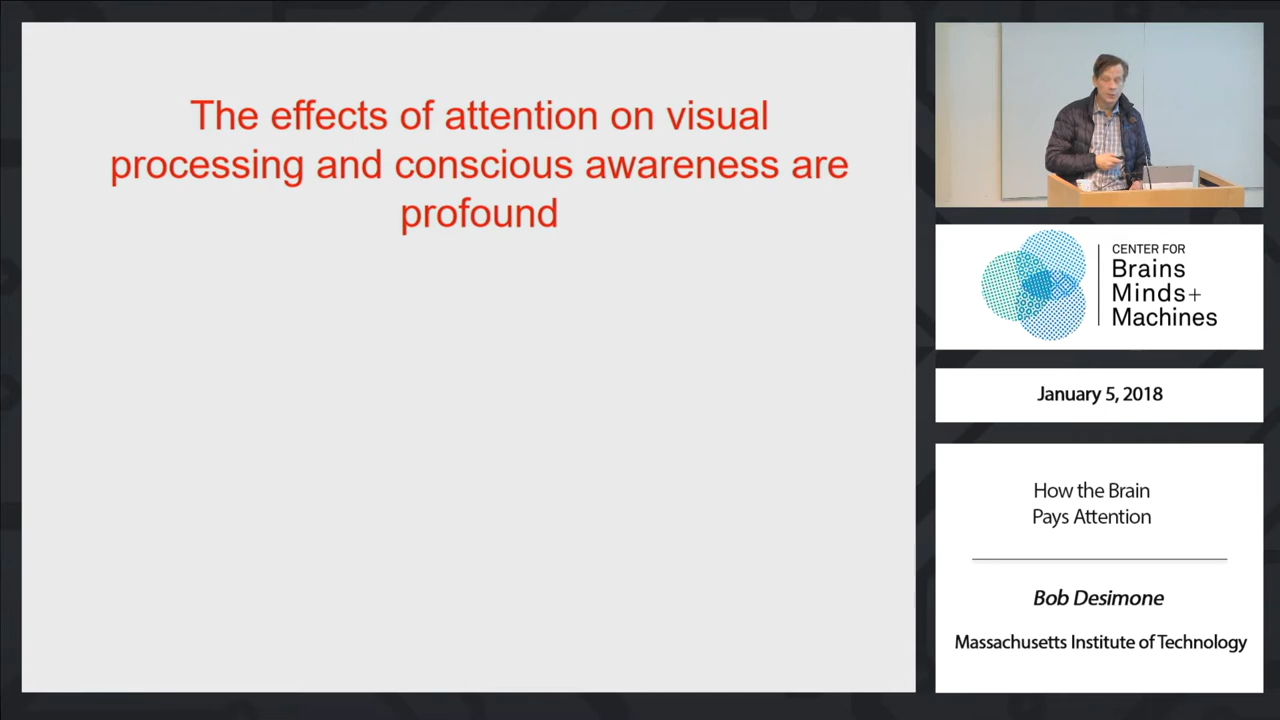 The effects of attention on visual
processing and conscious awareness are
profound
CENTER FOR
Brains
Minds+
Machines
January 5, 2018
How the Brain
Pays Attention
Bob Desimone
Massachusetts Institute of Technology